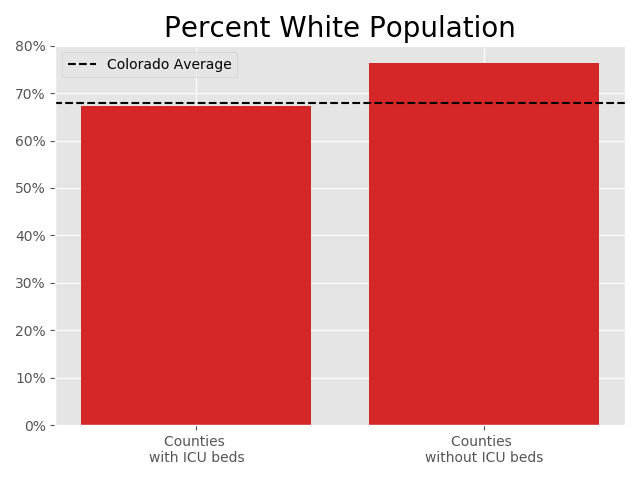 Percent White Population
80%
Colorado Average
70%
60%
50%
40%
30%
20%
10%
0%
Counties
with ICU beds
Counties
without ICU beds